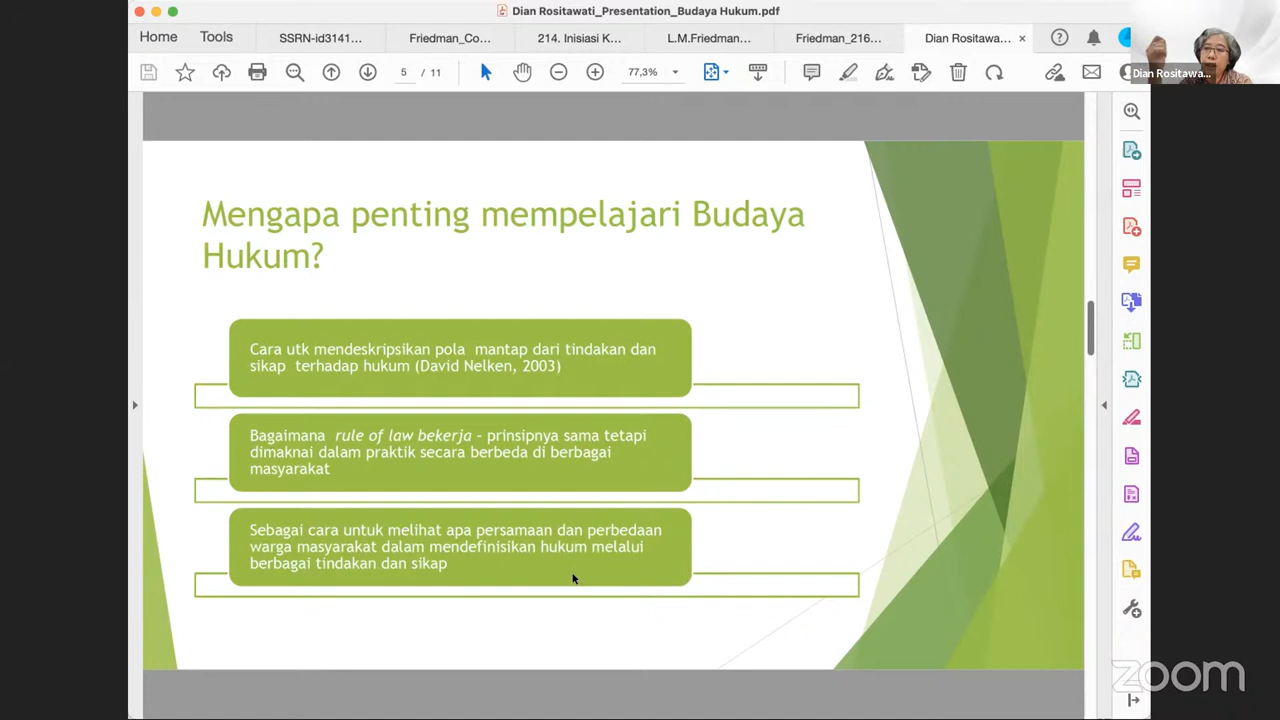 Dian Rositawati_Presentation_Budaya Hukum.pdf
Home Tools SSRN-id3141... Friedman_Co... 214. Inisiasi K... L.M.Friedman... Friedman_216... Dian Rositawa... ×
5 / 11 77,3%
Dian Rositawa...
Mengapa penting mempelajari Budaya
Hukum?
Cara utk mendeskripsikan pola mantap dari tindakan dan
sikap terhadap hukum (David Nelken, 2003)
Bagaimana rule of law bekerja - prinsipnya sama tetapi
dimaknai dalam praktik secara berbeda di berbagai
masyarakat
Sebagai cara untuk melihat apa persamaan dan perbedaan
warga masyarakat dalam mendefinisikan hukum melalui
berbagai tindakan dan sikap
zoom